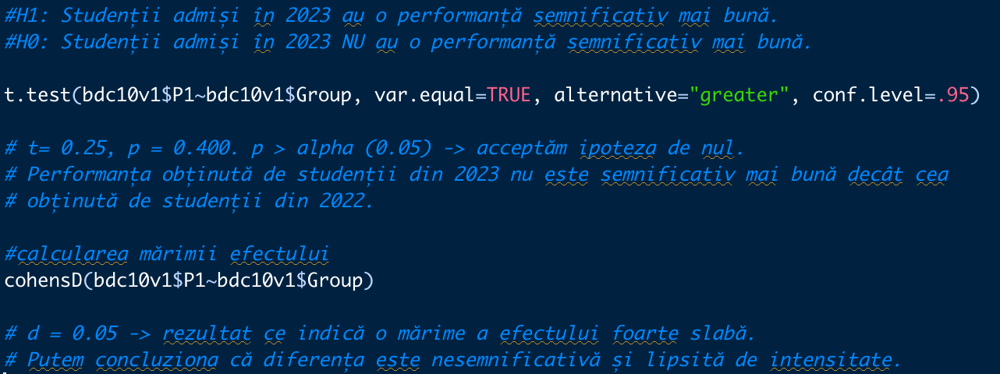 #H1: Studenții admiși în 2023 au o performanță semnificativ mai bună.
#H0: Studenții admiși în 2023 NU au o performanță semnificativ mai bună.
t.test(bdc10v1$P1~bdc10v1$Group, var.equal=TRUE, alternative="greater", conf.level=.95)
# t= 0.25, p = 0.400. p > alpha (0.05) -> acceptăm ipoteza de nul.
# Performanța obținută de studenții din 2023 nu este semnificativ mai bună decât cea
# obținută de studenții din 2022.
#calcularea mărimii efectului
cohensD(bdc10v1$P1~bdc10v1$Group)
# d = 0.05 -> rezultat ce indică o mărime a efectului foarte slabă.
# Putem concluziona că diferența este nesemnificativă și lipsită de intensitate.